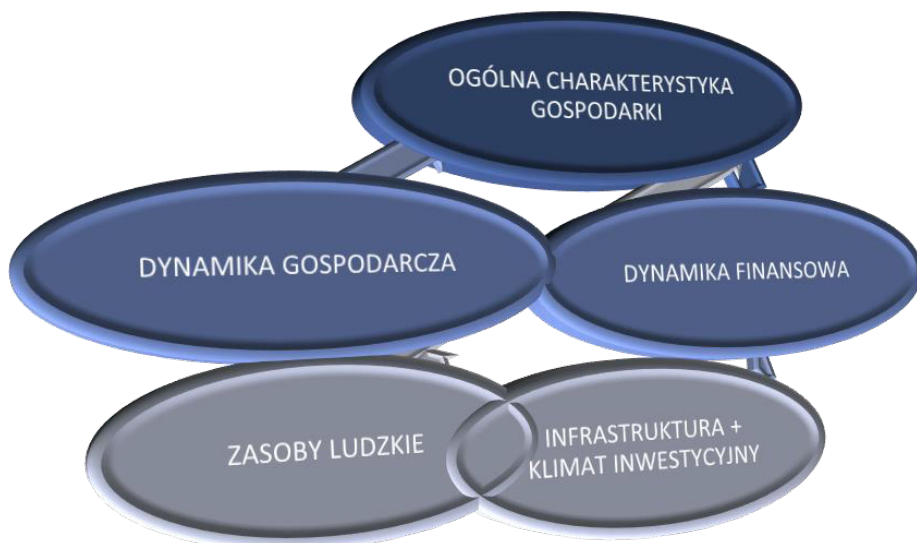 OGÓLNA CHARAKTERYSTYKA
GOSPODARKI
DYNAMIKA GOSPODARCZA
DYNAMIKA FINANSOWA
ZASOBY LUDZKIE
INFRASTRUKTURA +
KLIMAT INWESTYCYJNY